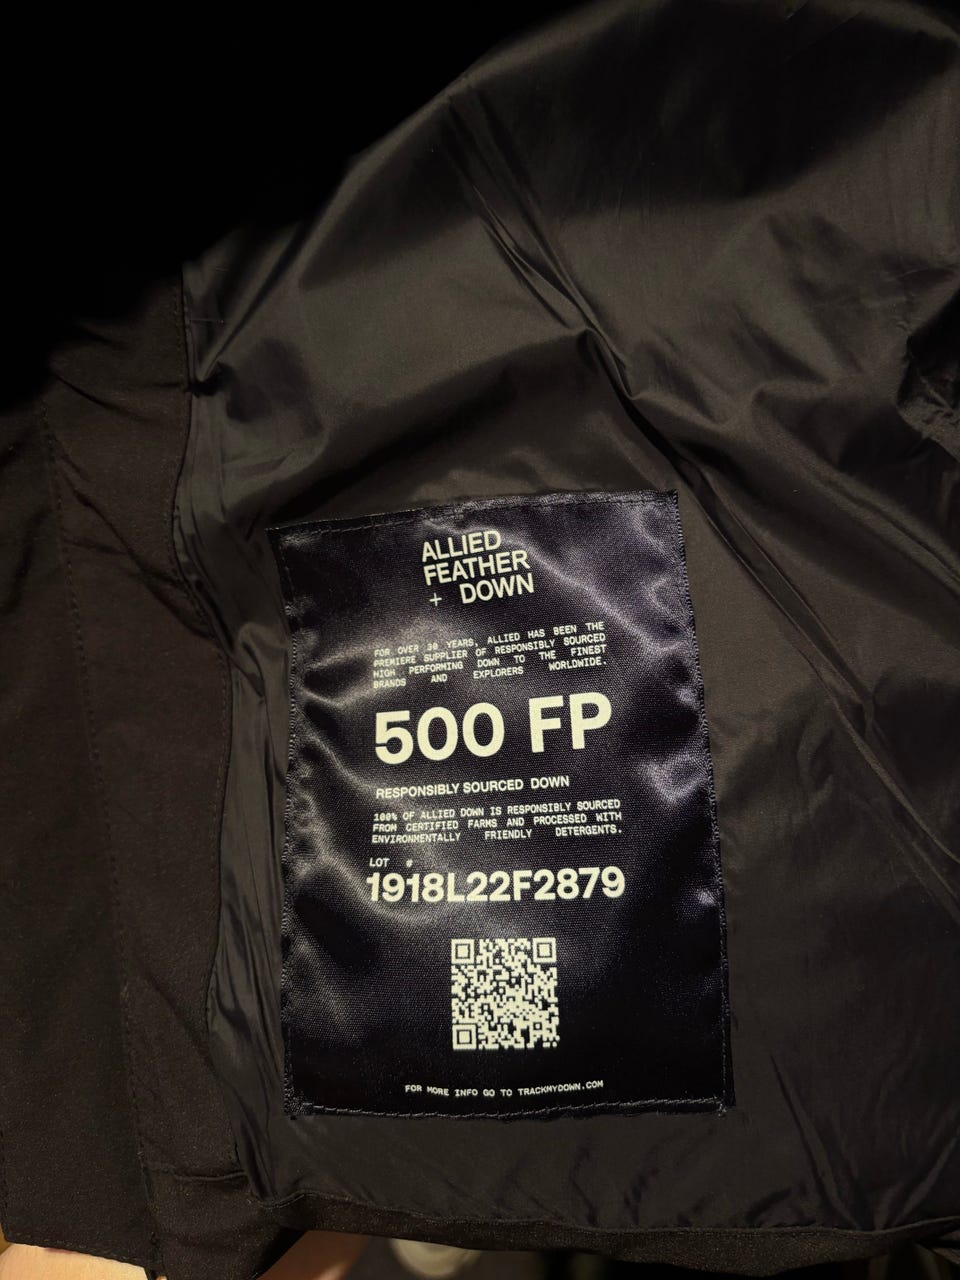 ALLIED
FEATHER
+ DOWN
FOR OVER 30 YEARS, ALLIED HAS BEEN THE
PREMIERE SUPPLIER OF RESPONSIBLY SOURCED
HIGH PERFORMING DOWN TO THE FINEST
BRANDS AND EXPLORERS WORLDWIDE.
500 FP
RESPONSIBLY SOURCED DOWN
100% OF ALLIED DOWN IS RESPONSIBLY SOURCED
FROM CERTIFIED FARMS AND PROCESSED WITH
ENVIRONMENTALLY FRIENDLY DETERGENTS.
LOT #
1918L22F2879
FOR MORE INFO GO TO TRACKMYDOWN.COM